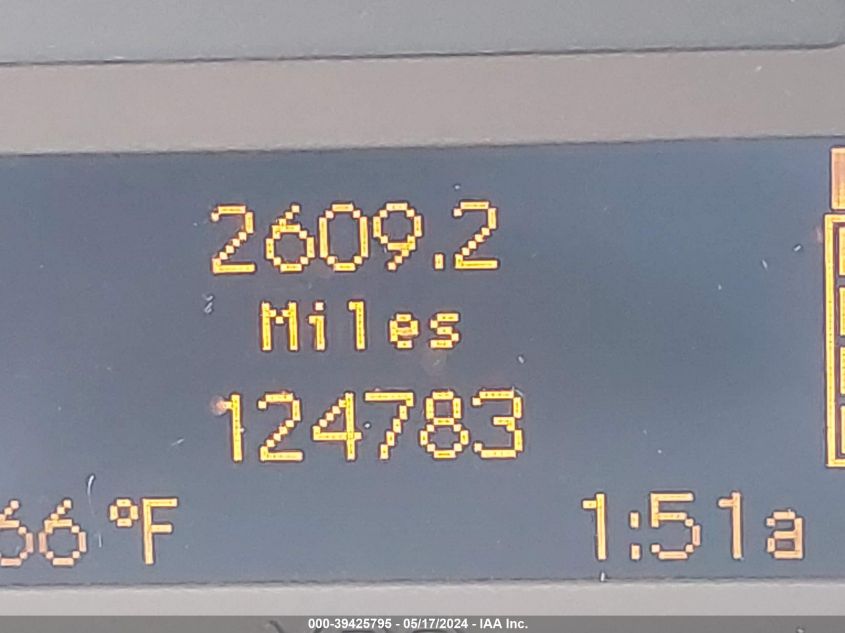 2609.2
Miles
124783
66°F 1:51a
000-39425795 - 05/17/2024 - IAA Inc.